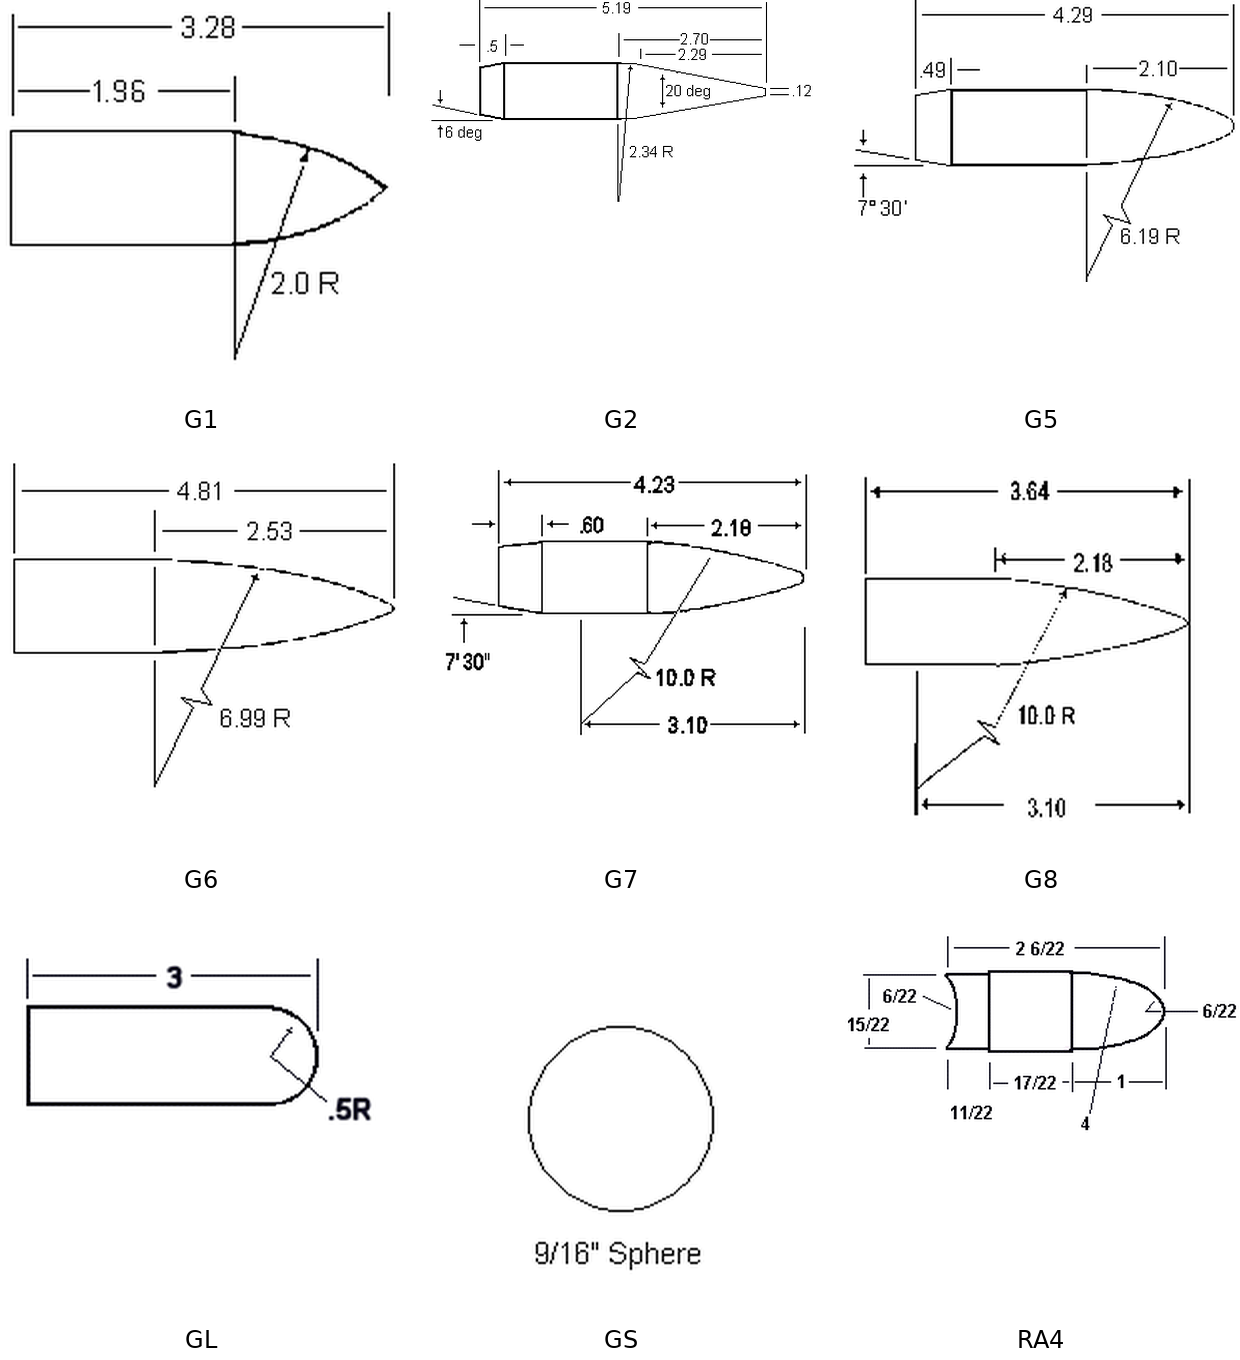 3.28
1.96
2.0 R
G1
5.19
.5
2.70
2.29
20 deg
.12
6 deg
2.34 R
G2
4.29
.49
2.10
7° 30'
6.19 R
G5
4.81
2.53
6.99 R
G6
4.23
.60
2.18
7'30"
10.0 R
3.10
G7
3.64
2.18
10.0 R
3.10
G8
3
.5R
GL
9/16" Sphere
GS
2 6/22
6/22
15/22
6/22
17/22
1
11/22
4
RA4